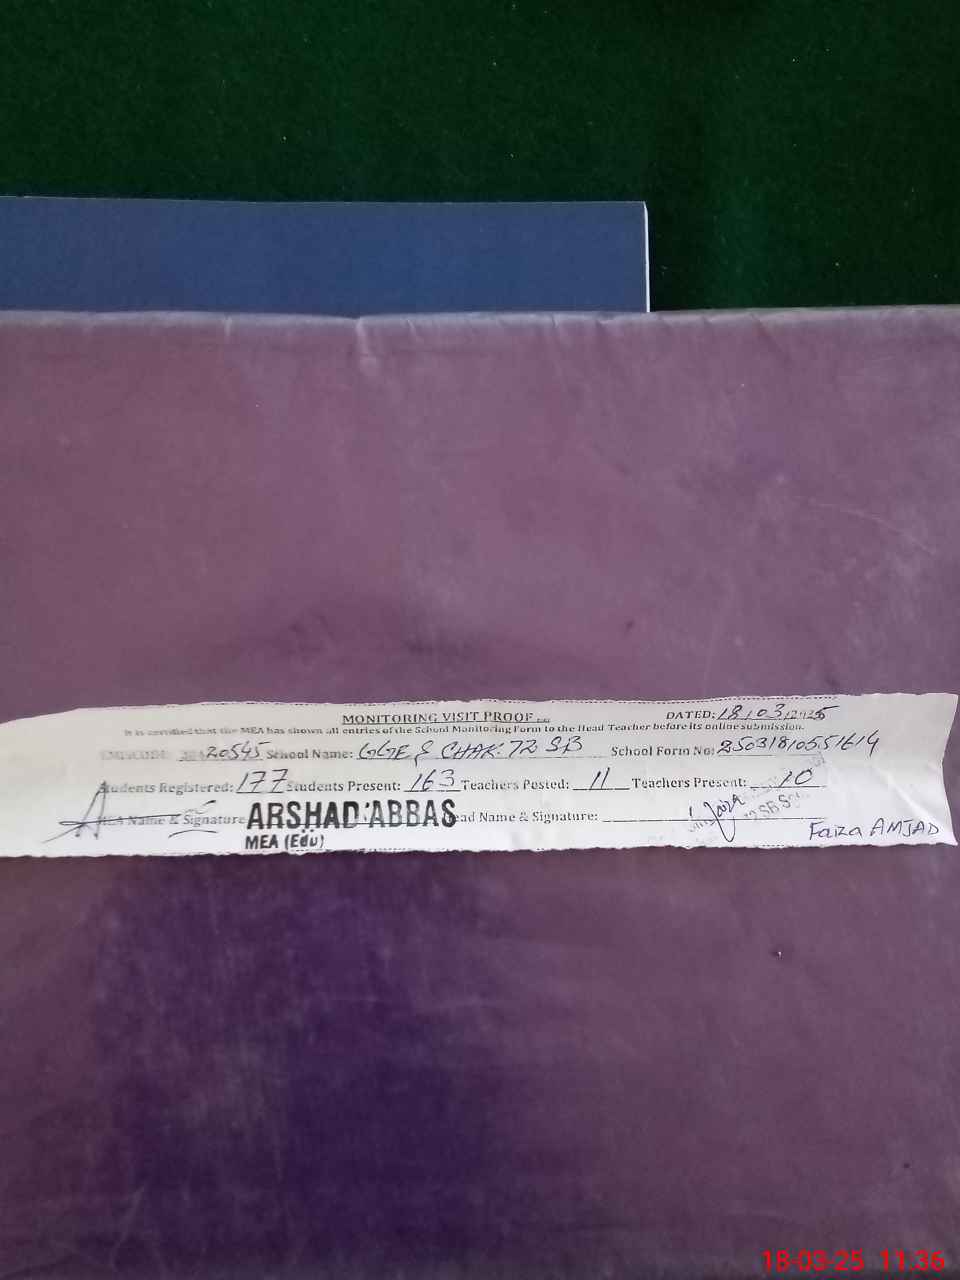 MONITORING VISIT PROOF DATED: 18/03/2025
It is certified that the MEA has shown all entries of the School Monitoring Form to the Head Teacher before its online submission.
20545 School Name: GGES CHAK 72 SB School Form No: 25031810551614
Students Registered: 177 Students Present: 163 Teachers Posted: 11 Teachers Present: 10
MEA Name & Signature ARSHAD ABBAS Head Name & Signature: Faiza AMJAD
MEA (Edu)
18-03-25 11:36